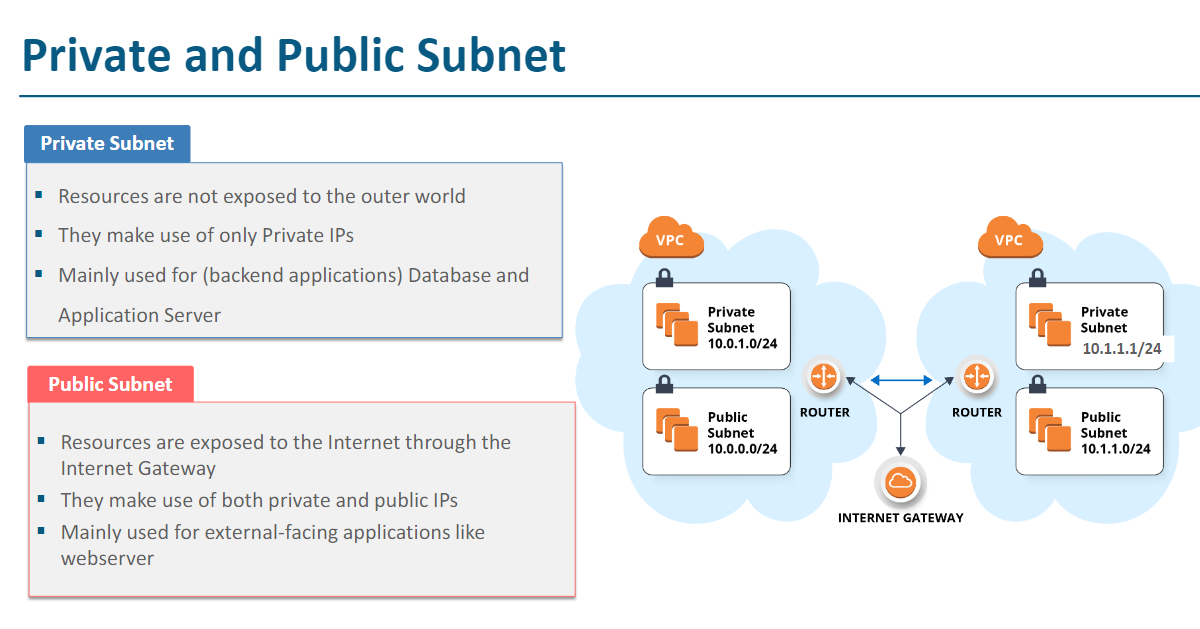 Private and Public Subnet
Private Subnet
Resources are not exposed to the outer world
They make use of only Private IPs
Mainly used for (backend applications) Database and
Application Server
Public Subnet
Resources are exposed to the Internet through the
Internet Gateway
They make use of both private and public IPs
Mainly used for external-facing applications like
webserver
VPC
Private
Subnet
10.0.1.0/24
Public
Subnet
10.0.0.0/24
ROUTER
INTERNET GATEWAY
ROUTER
VPC
Private
Subnet
10.1.1.1/24
Public
Subnet
10.1.1.0/24